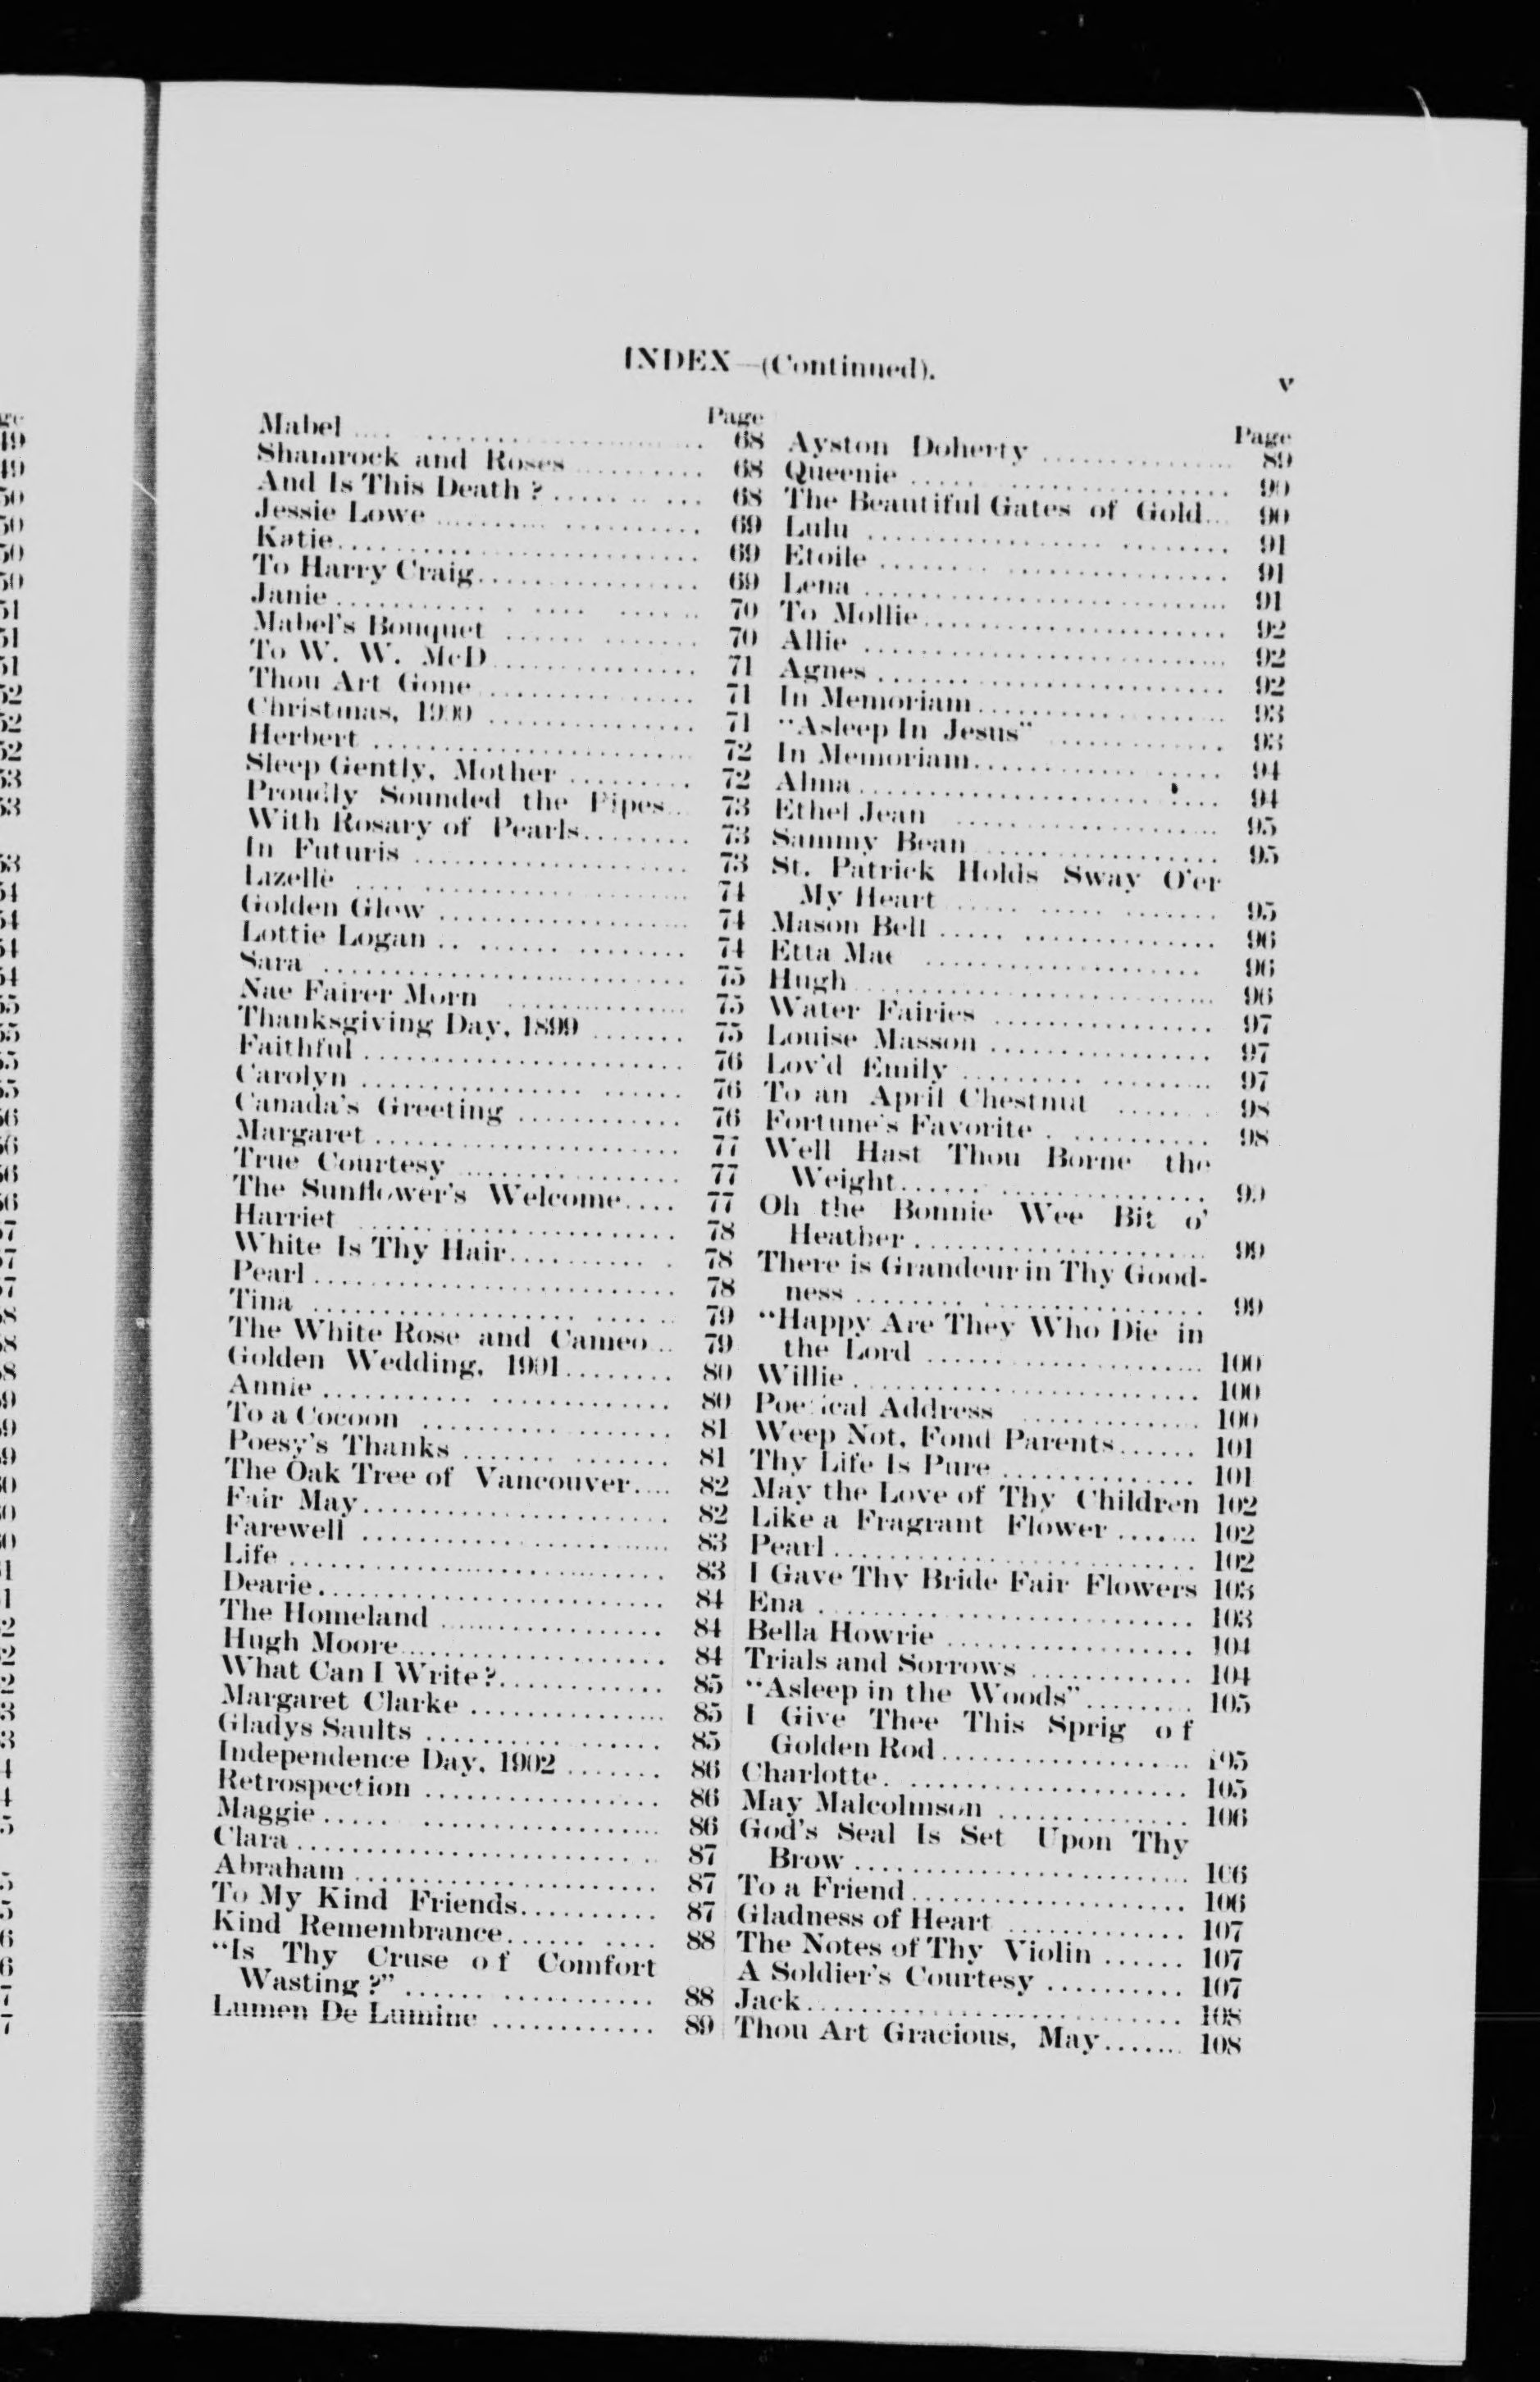 INDEX—(Continued).
v
Page
Mabel .... .................... 68
Shamrock and Roses .......... 68
And Is This Death? .......... 68
Jessie Lowe .................... 69
Katie .......................... 69
To Harry Craig ................ 69
Janie .......................... 70
Mabel's Bouquet ............... 70
To W. W. McD ................ 71
Thou Art Gone ................ 71
Christmas, 1900 ................ 71
Herbert ........................ 72
Sleep Gently, Mother .......... 72
Proudly Sounded the Pipes... 73
With Rosary of Pearls ........ 73
In Futuris ..................... 73
Lizelle ........................ 74
Golden Glow ................... 74
Lottie Logan ................... 74
Sara ........................... 75
Nae Fairer Morn .............. 75
Thanksgiving Day, 1899 ....... 75
Faithful ....................... 76
Carolyn ........................ 76
Canada's Greeting ............. 76
Margaret ....................... 77
True Courtesy ................. 77
The Sunflower's Welcome .... 77
Harriet ........................ 78
White Is Thy Hair ............ 78
Pearl .......................... 78
Tina ........................... 79
The White Rose and Cameo... 79
Golden Wedding, 1901 ........ 80
Annie .......................... 80
To a Cocoon ................... 81
Poesy's Thanks ................ 81
The Oak Tree of Vancouver.... 82
Fair May ....................... 82
Farewell ....................... 83
Life ........................... 83
Dearie ......................... 84
The Homeland ................. 84
Hugh Moore ................... 84
What Can I Write? ............ 85
Margaret Clarke ............... 85
Gladys Saults .................. 85
Independence Day, 1902 ....... 86
Retrospection .................. 86
Maggie ......................... 86
Clara .......................... 87
Abraham ....................... 87
To My Kind Friends .......... 87
Kind Remembrance ............ 88
"Is Thy Cruse of Comfort
Wasting?" .................... 88
Lumen De Lumine ............ 89
Page
Ayston Doherty ................ 89
Queenie ........................ 90
The Beautiful Gates of Gold... 90
Lulu ........................... 91
Etoile .......................... 91
Lena ........................... 91
To Mollie ...................... 92
Allie ........................... 92
Agnes .......................... 92
In Memoriam ................... 93
"Asleep In Jesus" .............. 93
In Memoriam ................... 94
Alma ........................... 94
Ethel Jean ..................... 95
Sammy Bean ................... 95
St. Patrick Holds Sway O'er
My Heart ..................... 95
Mason Bell ..................... 96
Etta Mae ...................... 96
Hugh ........................... 96
Water Fairies .................. 97
Louise Masson ................. 97
Lov'd Emily .................... 97
To an April Chestnut ......... 98
Fortune's Favorite ............. 98
Well Hast Thou Borne the
Weight ........................ 99
Oh the Bonnie Wee Bit o'
Heather ....................... 99
There is Grandeur in Thy Good-
ness ........................... 99
"Happy Are They Who Die in
the Lord ..................... 100
Willie .......................... 100
Poetical Address .............. 100
Weep Not, Fond Parents ...... 101
Thy Life Is Pure ............... 101
May the Love of Thy Children 102
Like a Fragrant Flower ....... 102
Pearl ........................... 102
I Gave Thy Bride Fair Flowers 103
Ena ............................ 103
Bella Howrie ................... 104
Trials and Sorrows ............ 104
"Asleep in the Woods" ........ 105
I Give Thee This Sprig of
Golden Rod ................... 105
Charlotte ....................... 105
May Malcolmson .............. 106
God's Seal Is Set Upon Thy
Brow .......................... 106
To a Friend .................... 106
Gladness of Heart ............. 107
The Notes of Thy Violin ...... 107
A Soldier's Courtesy .......... 107
Jack ............................ 108
Thou Art Gracious, May ....... 108